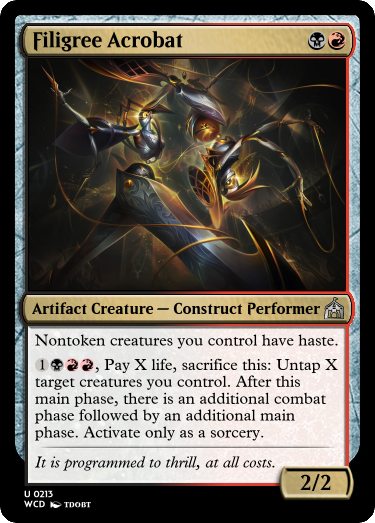 Filigree Acrobat
Artifact Creature — Construct Performer
Nontoken creatures you control have haste.
1, Pay X life, sacrifice this: Untap X
target creatures you control. After this
main phase, there is an additional combat
phase followed by an additional main
phase. Activate only as a sorcery.
It is programmed to thrill, at all costs.
2/2
U 0213
WCD TDOBT